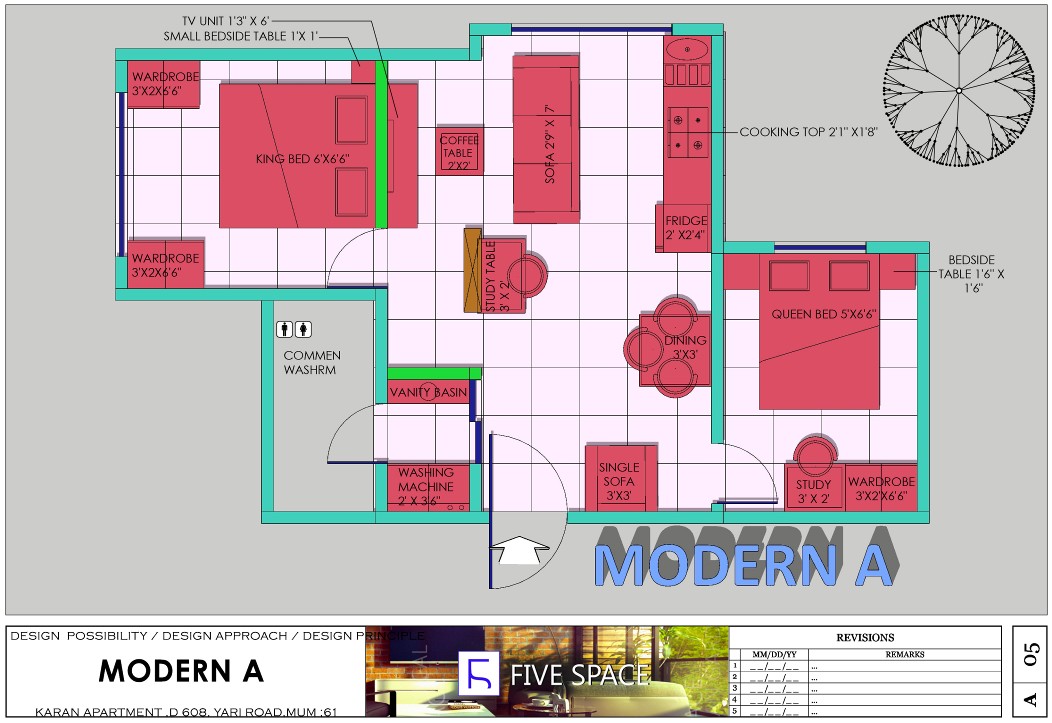 TV UNIT 1'3" X 6'
SMALL BEDSIDE TABLE 1'X 1'
WARDROBE
3'X2X6'6"
KING BED 6'X6'6"
COFFEE
TABLE
2'X2'
SOFA 2'9" X 7'
COOKING TOP 2'1" X1'8"
FRIDGE
2' X2'4"
WARDROBE
3'X2X6'6"
STUDY TABLE
3' X 2'
BEDSIDE
TABLE 1'6" X
1'6"
QUEEN BED 5'X6'6"
DINING
3'X3'
COMMEN
WASHRM
VANITY BASIN
WASHING
MACHINE
2' X 3'6"
SINGLE
SOFA
3'X3'
STUDY
3' X 2'
WARDROBE
3'X2'X6'6"
MODERN A
DESIGN POSSIBILITY / DESIGN APPROACH / DESIGN PRINCIPLE
MODERN A
KARAN APARTMENT ,D 608, YARI ROAD,MUM :61
FIVE SPACE
REVISIONS
MM/DD/YY REMARKS
1 __/__/__ ...
2 __/__/__ ...
3 __/__/__ ...
4 __/__/__ ...
5 __/__/__ ...
05
A